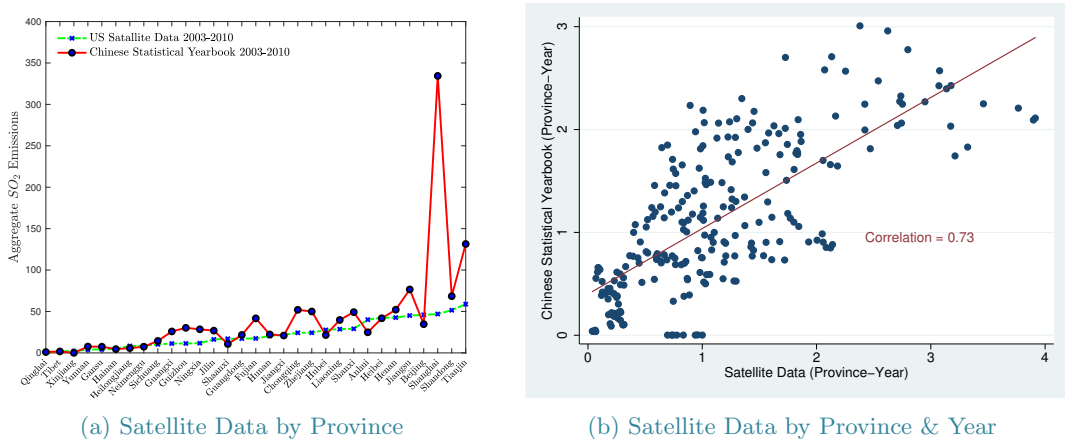 400
350
300
250
200
150
100
50
0
Aggregate SO2 Emissions
US Satallite Data 2003-2010
Chinese Statistical Yearbook 2003-2010
Qinghai
Tibet
Xinjiang
Yunnan
Gansu
Hainan
Heilongjiang
Neimenggu
Sichuang
Guangxi
Guizhou
Ningxia
Jilin
Shaanxi
Guangdong
Fujian
Hunan
Jiangxi
Chongqing
Zhejiang
Hubei
Liaoning
Shanxi
Anhui
Hebei
Henan
Jiangsu
Beijing
Shanghai
Shandong
Tianjin
(a) Satellite Data by Province
3
2
1
0
Chinese Statistical Yearbook (Province−Year)
Correlation = 0.73
0 1 2 3 4
Satellite Data (Province−Year)
(b) Satellite Data by Province & Year